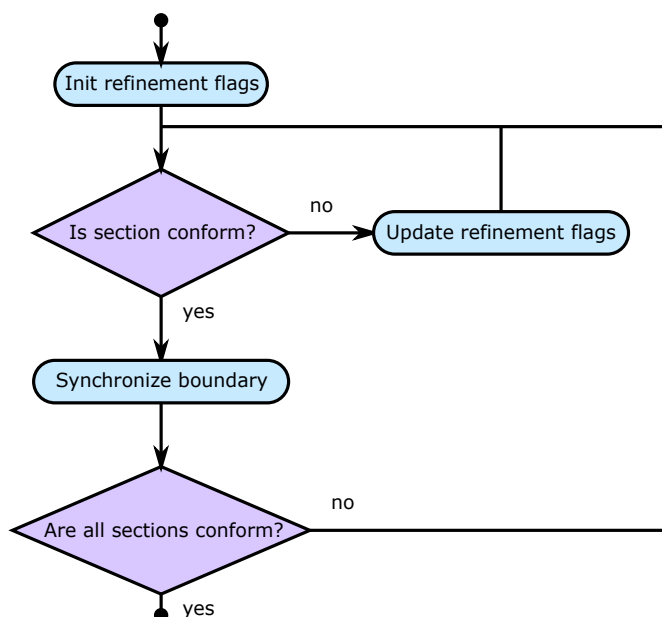 Init refinement flags
Is section conform?
no
Update refinement flags
yes
Synchronize boundary
Are all sections conform?
no
yes